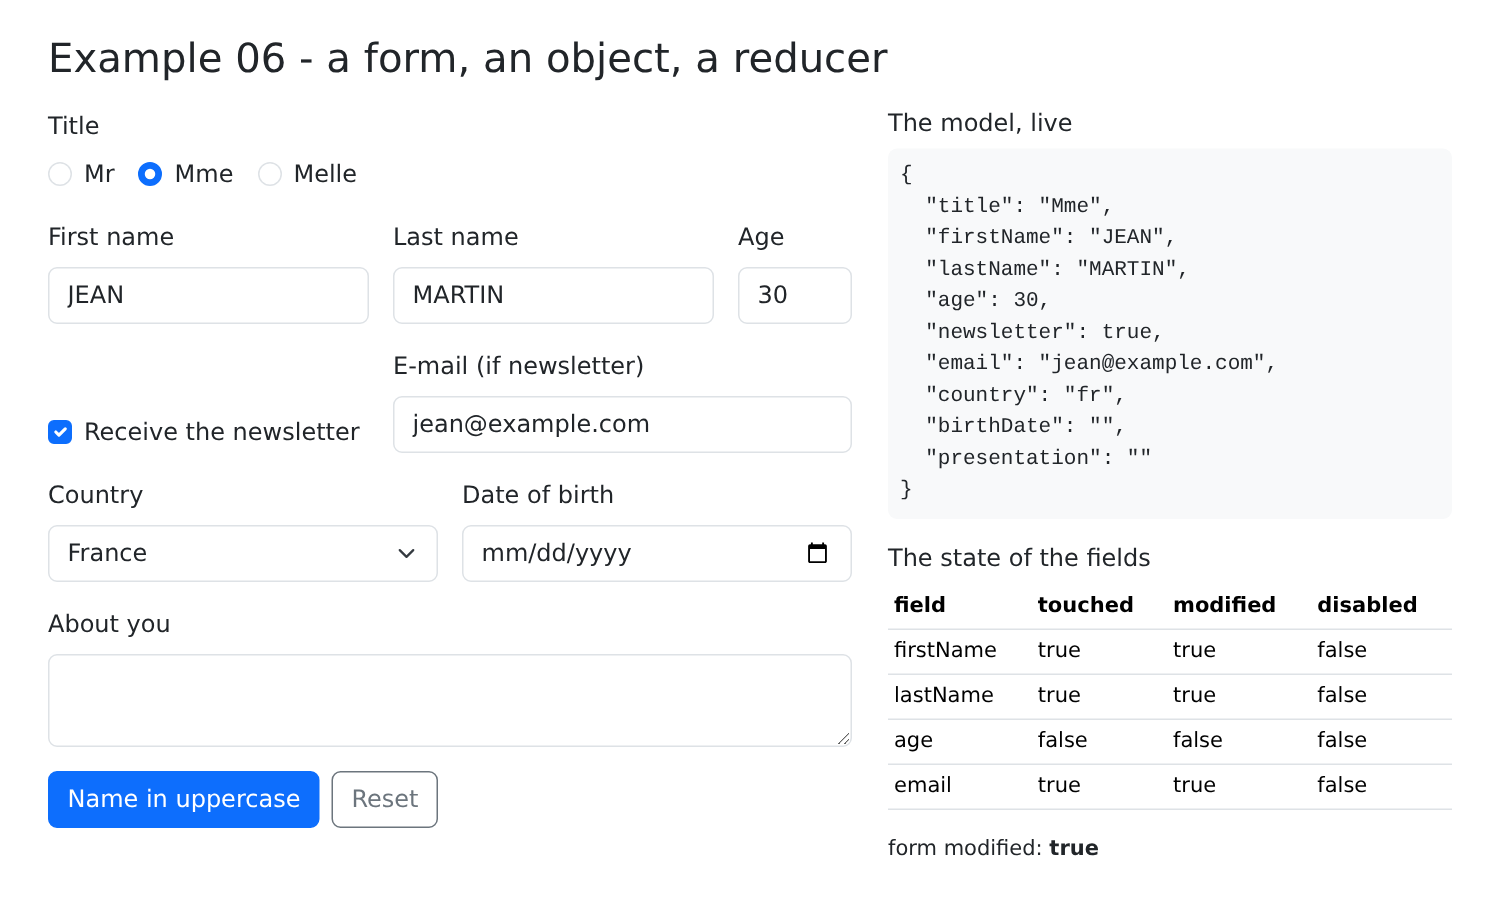 Example 06 - a form, an object, a reducer
Title
Mr Mme Melle
First name Last name Age
JEAN MARTIN 30
E-mail (if newsletter)
Receive the newsletter jean@example.com
Country Date of birth
France mm/dd/yyyy
About you
Name in uppercase Reset
The model, live
{
  "title": "Mme",
  "firstName": "JEAN",
  "lastName": "MARTIN",
  "age": 30,
  "newsletter": true,
  "email": "jean@example.com",
  "country": "fr",
  "birthDate": "",
  "presentation": ""
}
The state of the fields
field touched modified disabled
firstName true true false
lastName true true false
age false false false
email true true false
form modified: true